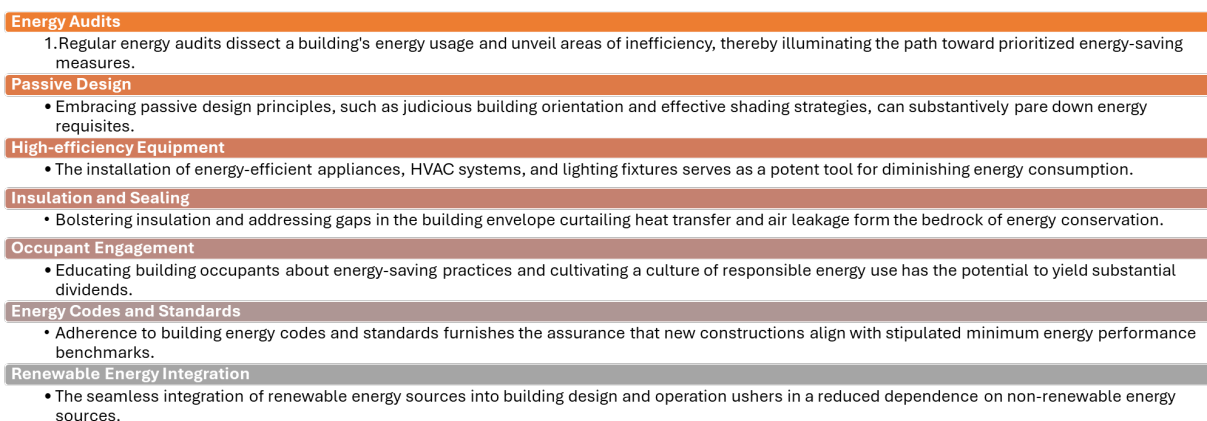 Energy Audits
1.Regular energy audits dissect a building's energy usage and unveil areas of inefficiency, thereby illuminating the path toward prioritized energy-saving
measures.
Passive Design
• Embracing passive design principles, such as judicious building orientation and effective shading strategies, can substantively pare down energy
requisites.
High-efficiency Equipment
• The installation of energy-efficient appliances, HVAC systems, and lighting fixtures serves as a potent tool for diminishing energy consumption.
Insulation and Sealing
• Bolstering insulation and addressing gaps in the building envelope curtailing heat transfer and air leakage form the bedrock of energy conservation.
Occupant Engagement
• Educating building occupants about energy-saving practices and cultivating a culture of responsible energy use has the potential to yield substantial
dividends.
Energy Codes and Standards
• Adherence to building energy codes and standards furnishes the assurance that new constructions align with stipulated minimum energy performance
benchmarks.
Renewable Energy Integration
• The seamless integration of renewable energy sources into building design and operation ushers in a reduced dependence on non-renewable energy
sources.